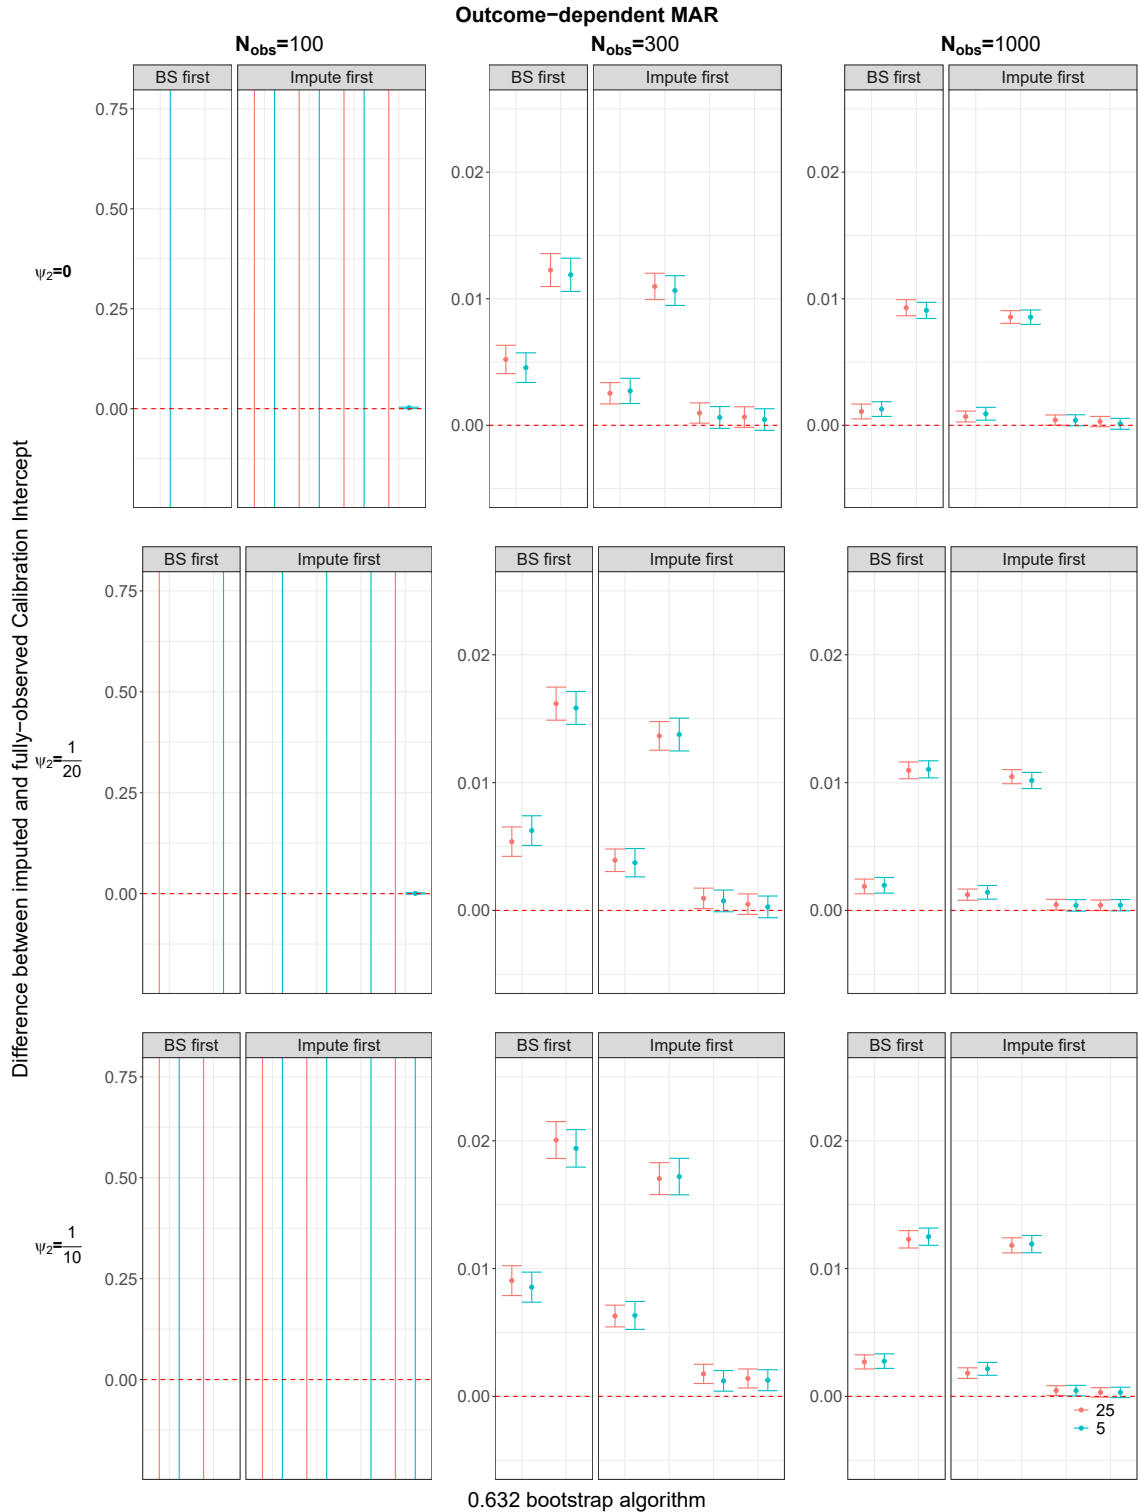 Outcome−dependent MAR
N_obs=100 N_obs=300 N_obs=1000
Difference between imputed and fully−observed Calibration Intercept
ψ2=0
BS first Impute first
0.75
0.50
0.25
0.00
BS first Impute first
0.02
0.01
0.00
BS first Impute first
0.02
0.01
0.00
ψ2=1/20
BS first Impute first
0.75
0.50
0.25
0.00
BS first Impute first
0.02
0.01
0.00
BS first Impute first
0.02
0.01
0.00
ψ2=1/10
BS first Impute first
0.75
0.50
0.25
0.00
BS first Impute first
0.02
0.01
0.00
BS first Impute first
0.02
0.01
0.00
25
5
0.632 bootstrap algorithm